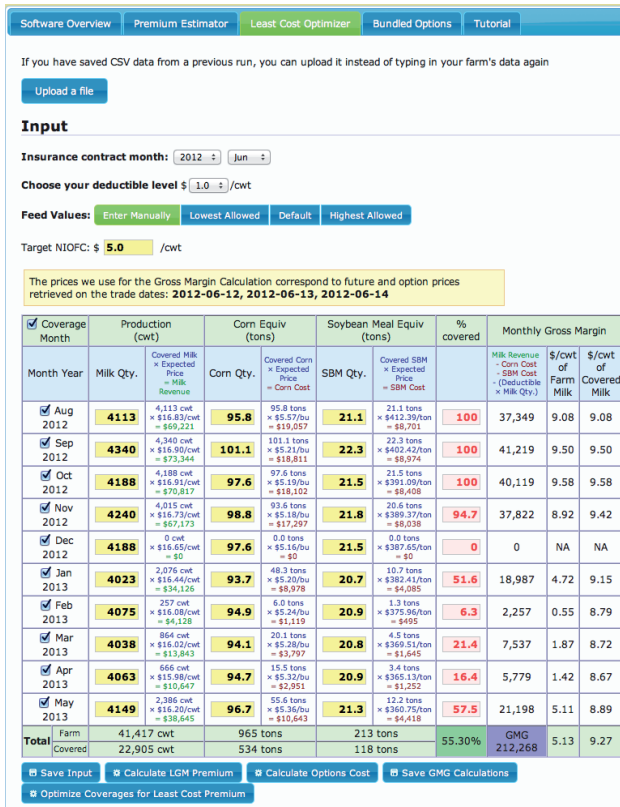 Software Overview Premium Estimator Least Cost Optimizer Bundled Options Tutorial
If you have saved CSV data from a previous run, you can upload it instead of typing in your farm's data again
Upload a file
Input
Insurance contract month: 2012 Jun
Choose your deductible level $ 1.0 /cwt
Feed Values: Enter Manually Lowest Allowed Default Highest Allowed
Target NIOFC: $ 5.0 /cwt
The prices we use for the Gross Margin Calculation correspond to future and option prices
retrieved on the trade dates: 2012-06-12, 2012-06-13, 2012-06-14
Coverage Month Production (cwt) Corn Equiv (tons) Soybean Meal Equiv (tons) % covered Monthly Gross Margin
Month Year Milk Qty. Covered Milk × Expected Price = Milk Revenue Corn Qty. Covered Corn × Expected Price = Corn Cost SBM Qty. Covered SBM × Expected Price = SBM Cost Milk Revenue - Corn Cost - SBM Cost - (Deductible × Milk Qty.) $/cwt of Farm Milk $/cwt of Covered Milk
Aug 2012 4113 4,113 cwt × $16.83/cwt = $69,221 95.8 95.8 tons × $5.57/bu = $19,057 21.1 21.1 tons × $412.39/ton = $8,701 100 37,349 9.08 9.08
Sep 2012 4340 4,340 cwt × $16.90/cwt = $73,344 101.1 101.1 tons × $5.21/bu = $18,811 22.3 22.3 tons × $402.42/ton = $8,974 100 41,219 9.50 9.50
Oct 2012 4188 4,188 cwt × $16.91/cwt = $70,817 97.6 97.6 tons × $5.19/bu = $18,102 21.5 21.5 tons × $391.09/ton = $8,408 100 40,119 9.58 9.58
Nov 2012 4240 4,015 cwt × $16.73/cwt = $67,173 98.8 93.6 tons × $5.18/bu = $17,297 21.8 20.6 tons × $389.37/ton = $8,038 94.7 37,822 8.92 9.42
Dec 2012 4188 0 cwt × $16.65/cwt = $0 97.6 0.0 tons × $5.16/bu = $0 21.5 0.0 tons × $387.65/ton = $0 0 0 NA NA
Jan 2013 4023 2,076 cwt × $16.44/cwt = $34,126 93.7 48.3 tons × $5.20/bu = $8,978 20.7 10.7 tons × $382.41/ton = $4,085 51.6 18,987 4.72 9.15
Feb 2013 4075 257 cwt × $16.08/cwt = $4,128 94.9 6.0 tons × $5.24/bu = $1,119 20.9 1.3 tons × $375.96/ton = $495 6.3 2,257 0.55 8.79
Mar 2013 4038 864 cwt × $16.02/cwt = $13,843 94.1 20.1 tons × $5.28/bu = $3,797 20.8 4.5 tons × $369.51/ton = $1,645 21.4 7,537 1.87 8.72
Apr 2013 4063 666 cwt × $15.98/cwt = $10,647 94.7 15.5 tons × $5.32/bu = $2,951 20.9 3.4 tons × $365.13/ton = $1,252 16.4 5,779 1.42 8.67
May 2013 4149 2,386 cwt × $16.20/cwt = $38,645 96.7 55.6 tons × $5.36/bu = $10,643 21.3 12.2 tons × $360.75/ton = $4,418 57.5 21,198 5.11 8.89
Total Farm 41,417 cwt 965 tons 213 tons 55.30% GMG 212,268 5.13 9.27
Covered 22,905 cwt 534 tons 118 tons
Save Input Calculate LGM Premium Calculate Options Cost Save GMG Calculations
Optimize Coverages for Least Cost Premium